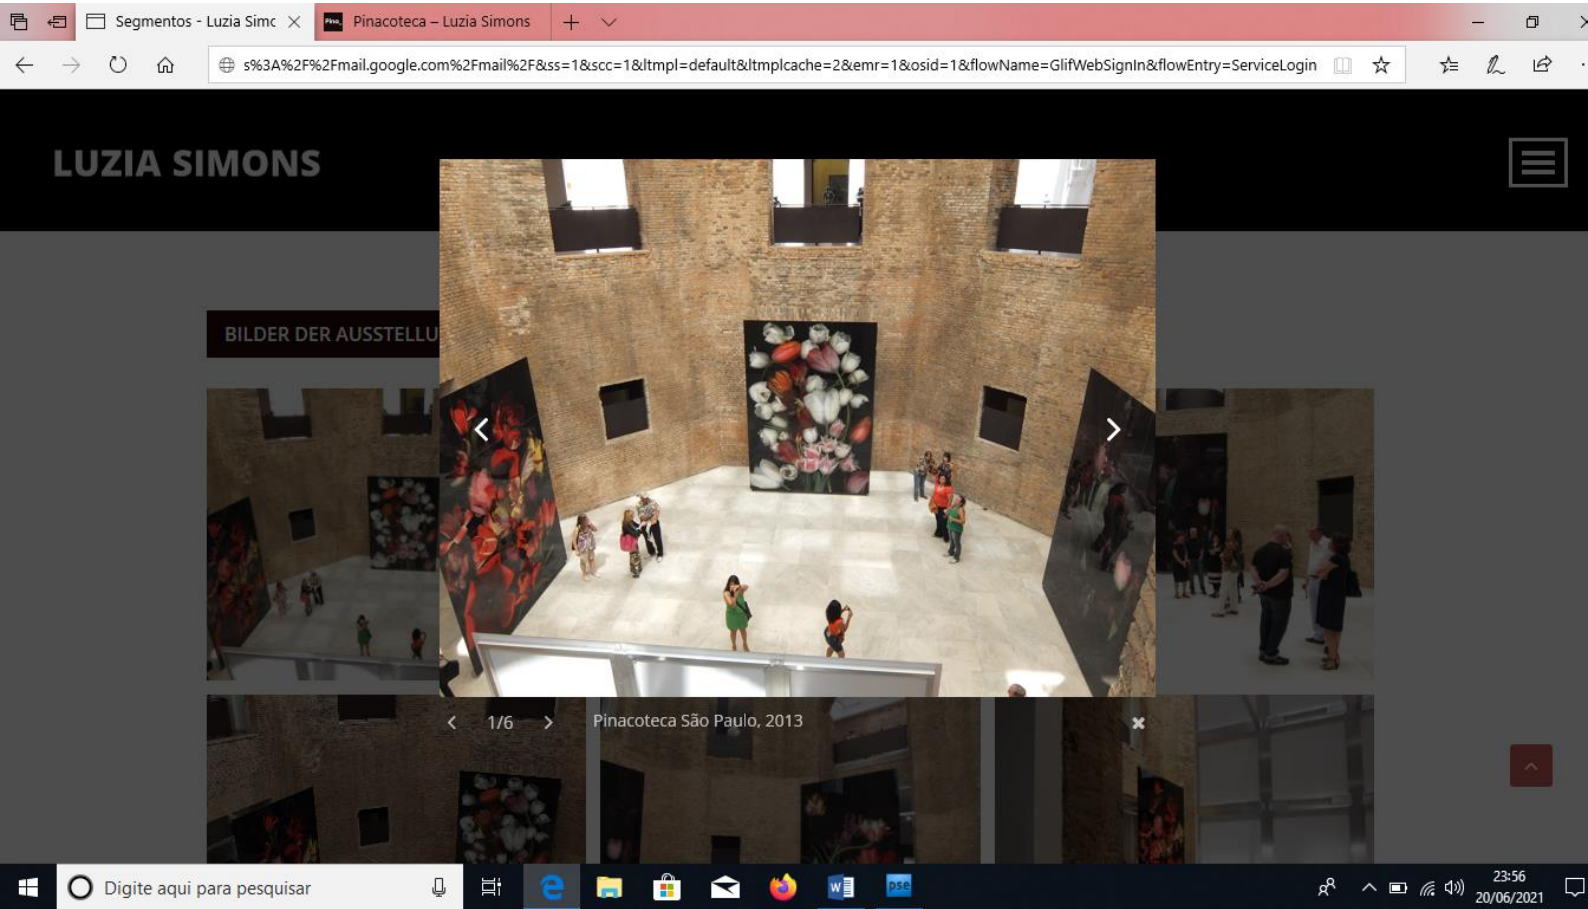 Segmentos - Luzia Simc
Pinacoteca – Luzia Simons
s%3A%2F%2Fmail.google.com%2Fmail%2F&ss=1&scc=1&ltmpl=default&ltmplcache=2&emr=1&osid=1&flowName=GlifWebSignIn&flowEntry=ServiceLogin
LUZIA SIMONS
BILDER DER AUSSTELLU
1/6
Pinacoteca São Paulo, 2013
Digite aqui para pesquisar
pse
23:56
20/06/2021